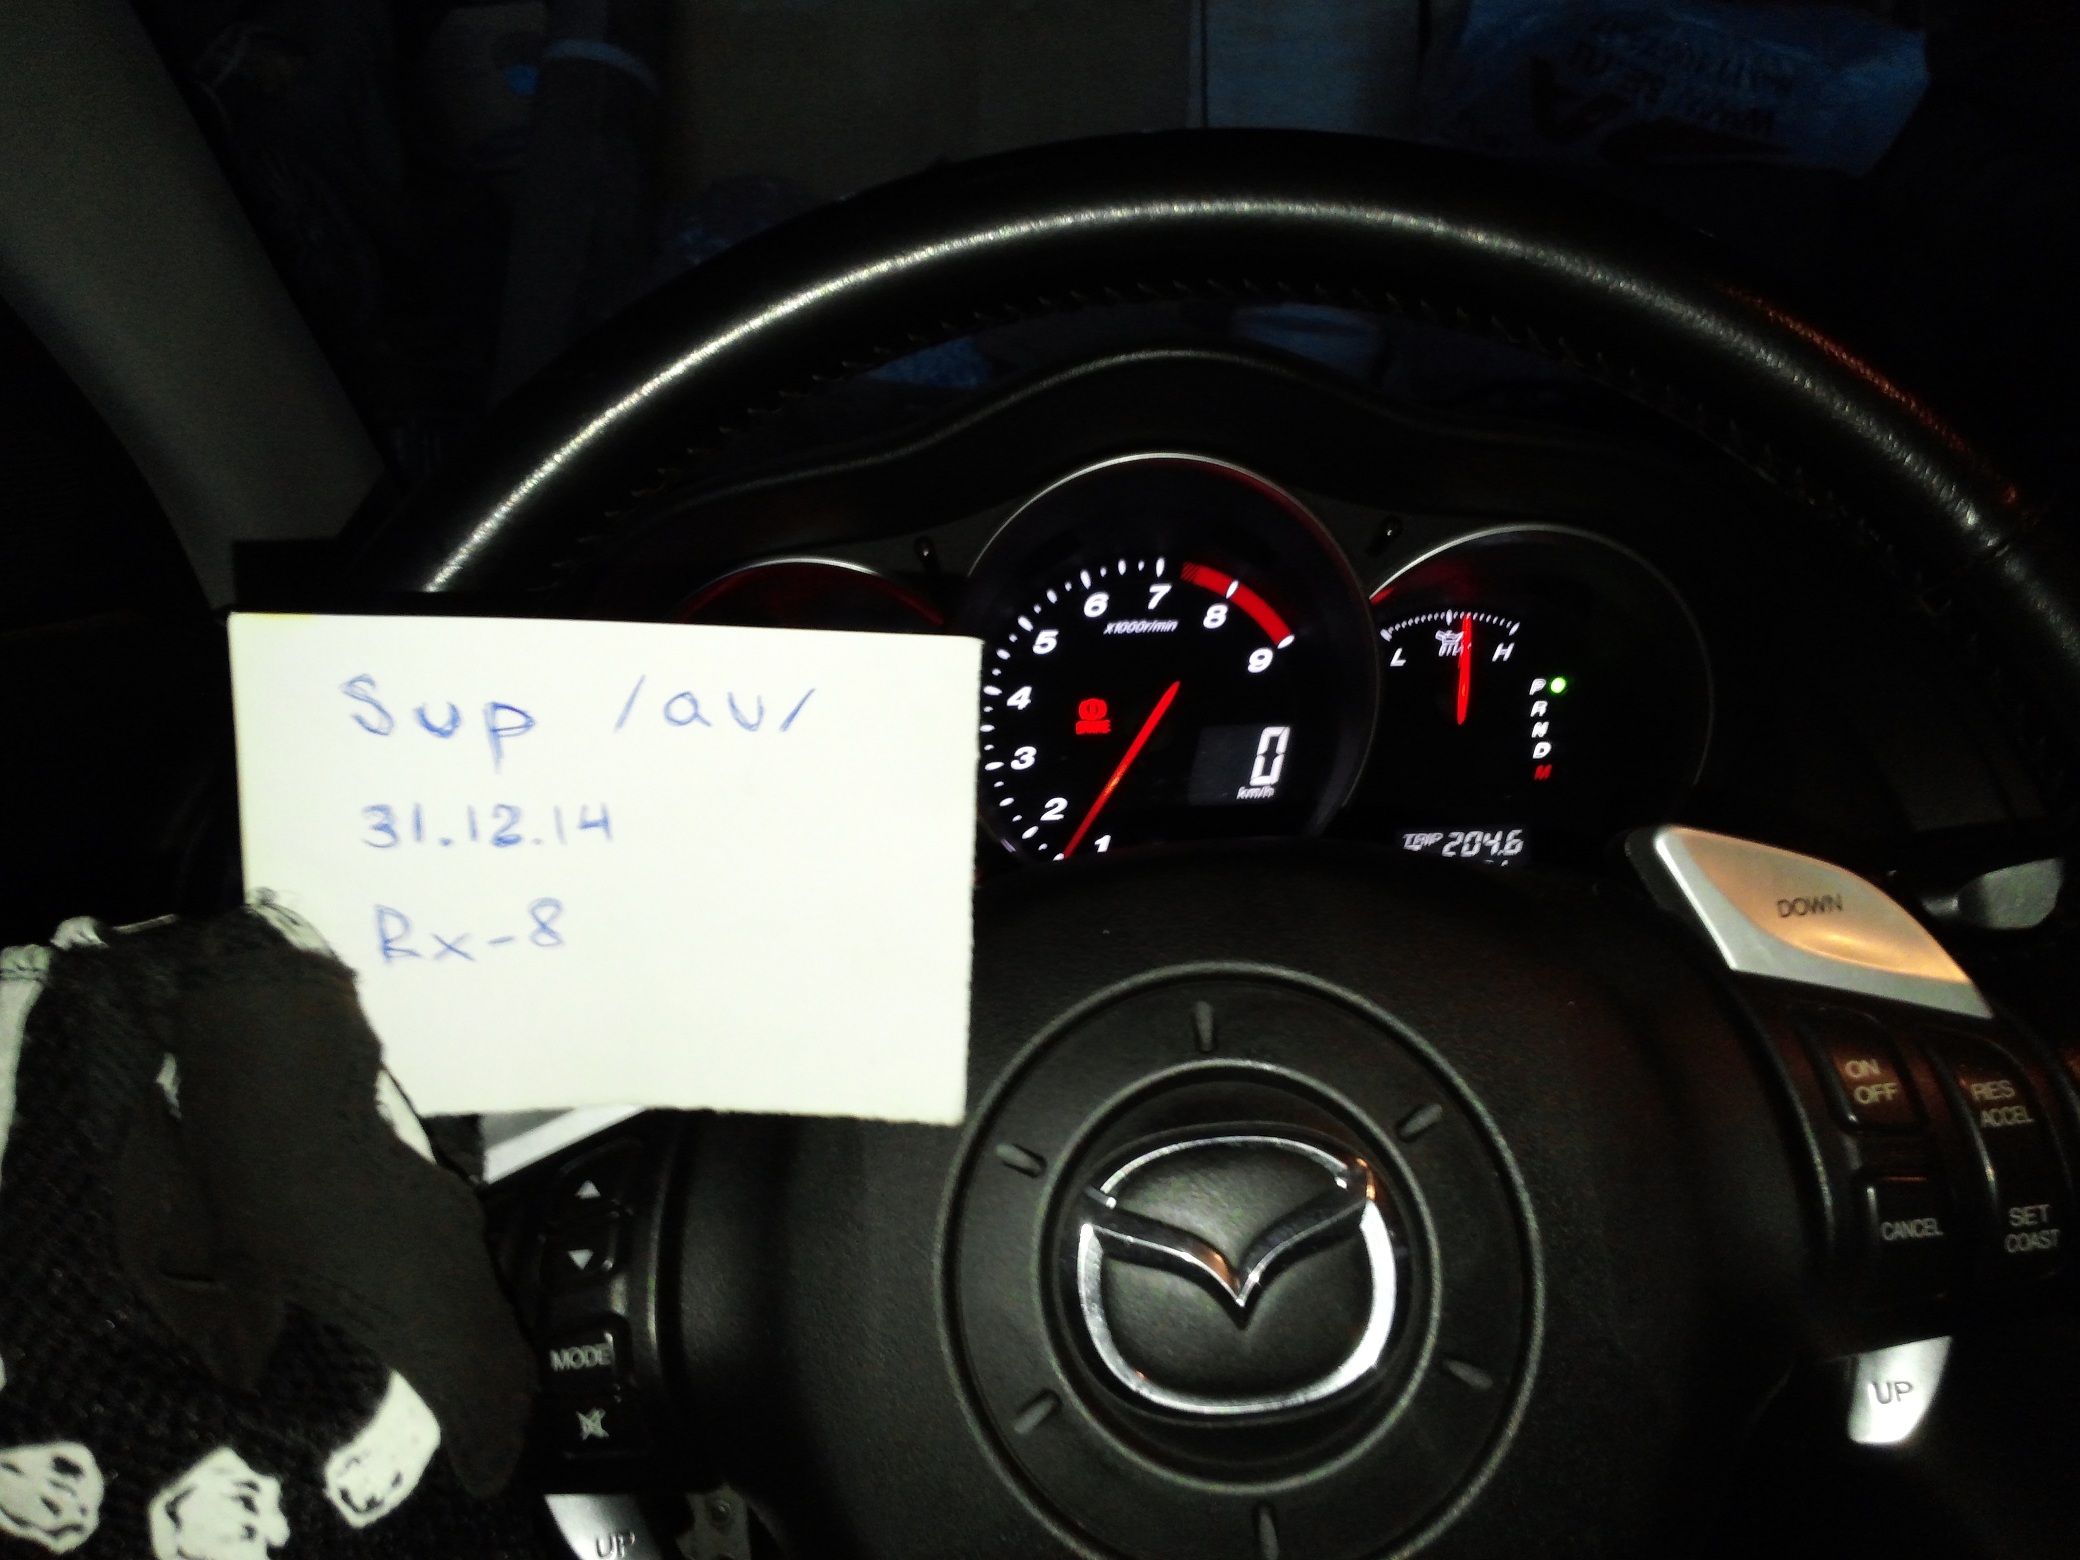 Sup /au/
31.12.14
Rx-8
6 7 8
x1000r/min
5
9
4
3
2
1
0
km/h
L H
OIL
P
R
N
D
M
TRIP 204.6
DOWN
ON
OFF
RES
ACCEL
CANCEL
SET
COAST
MODE
UP
UP